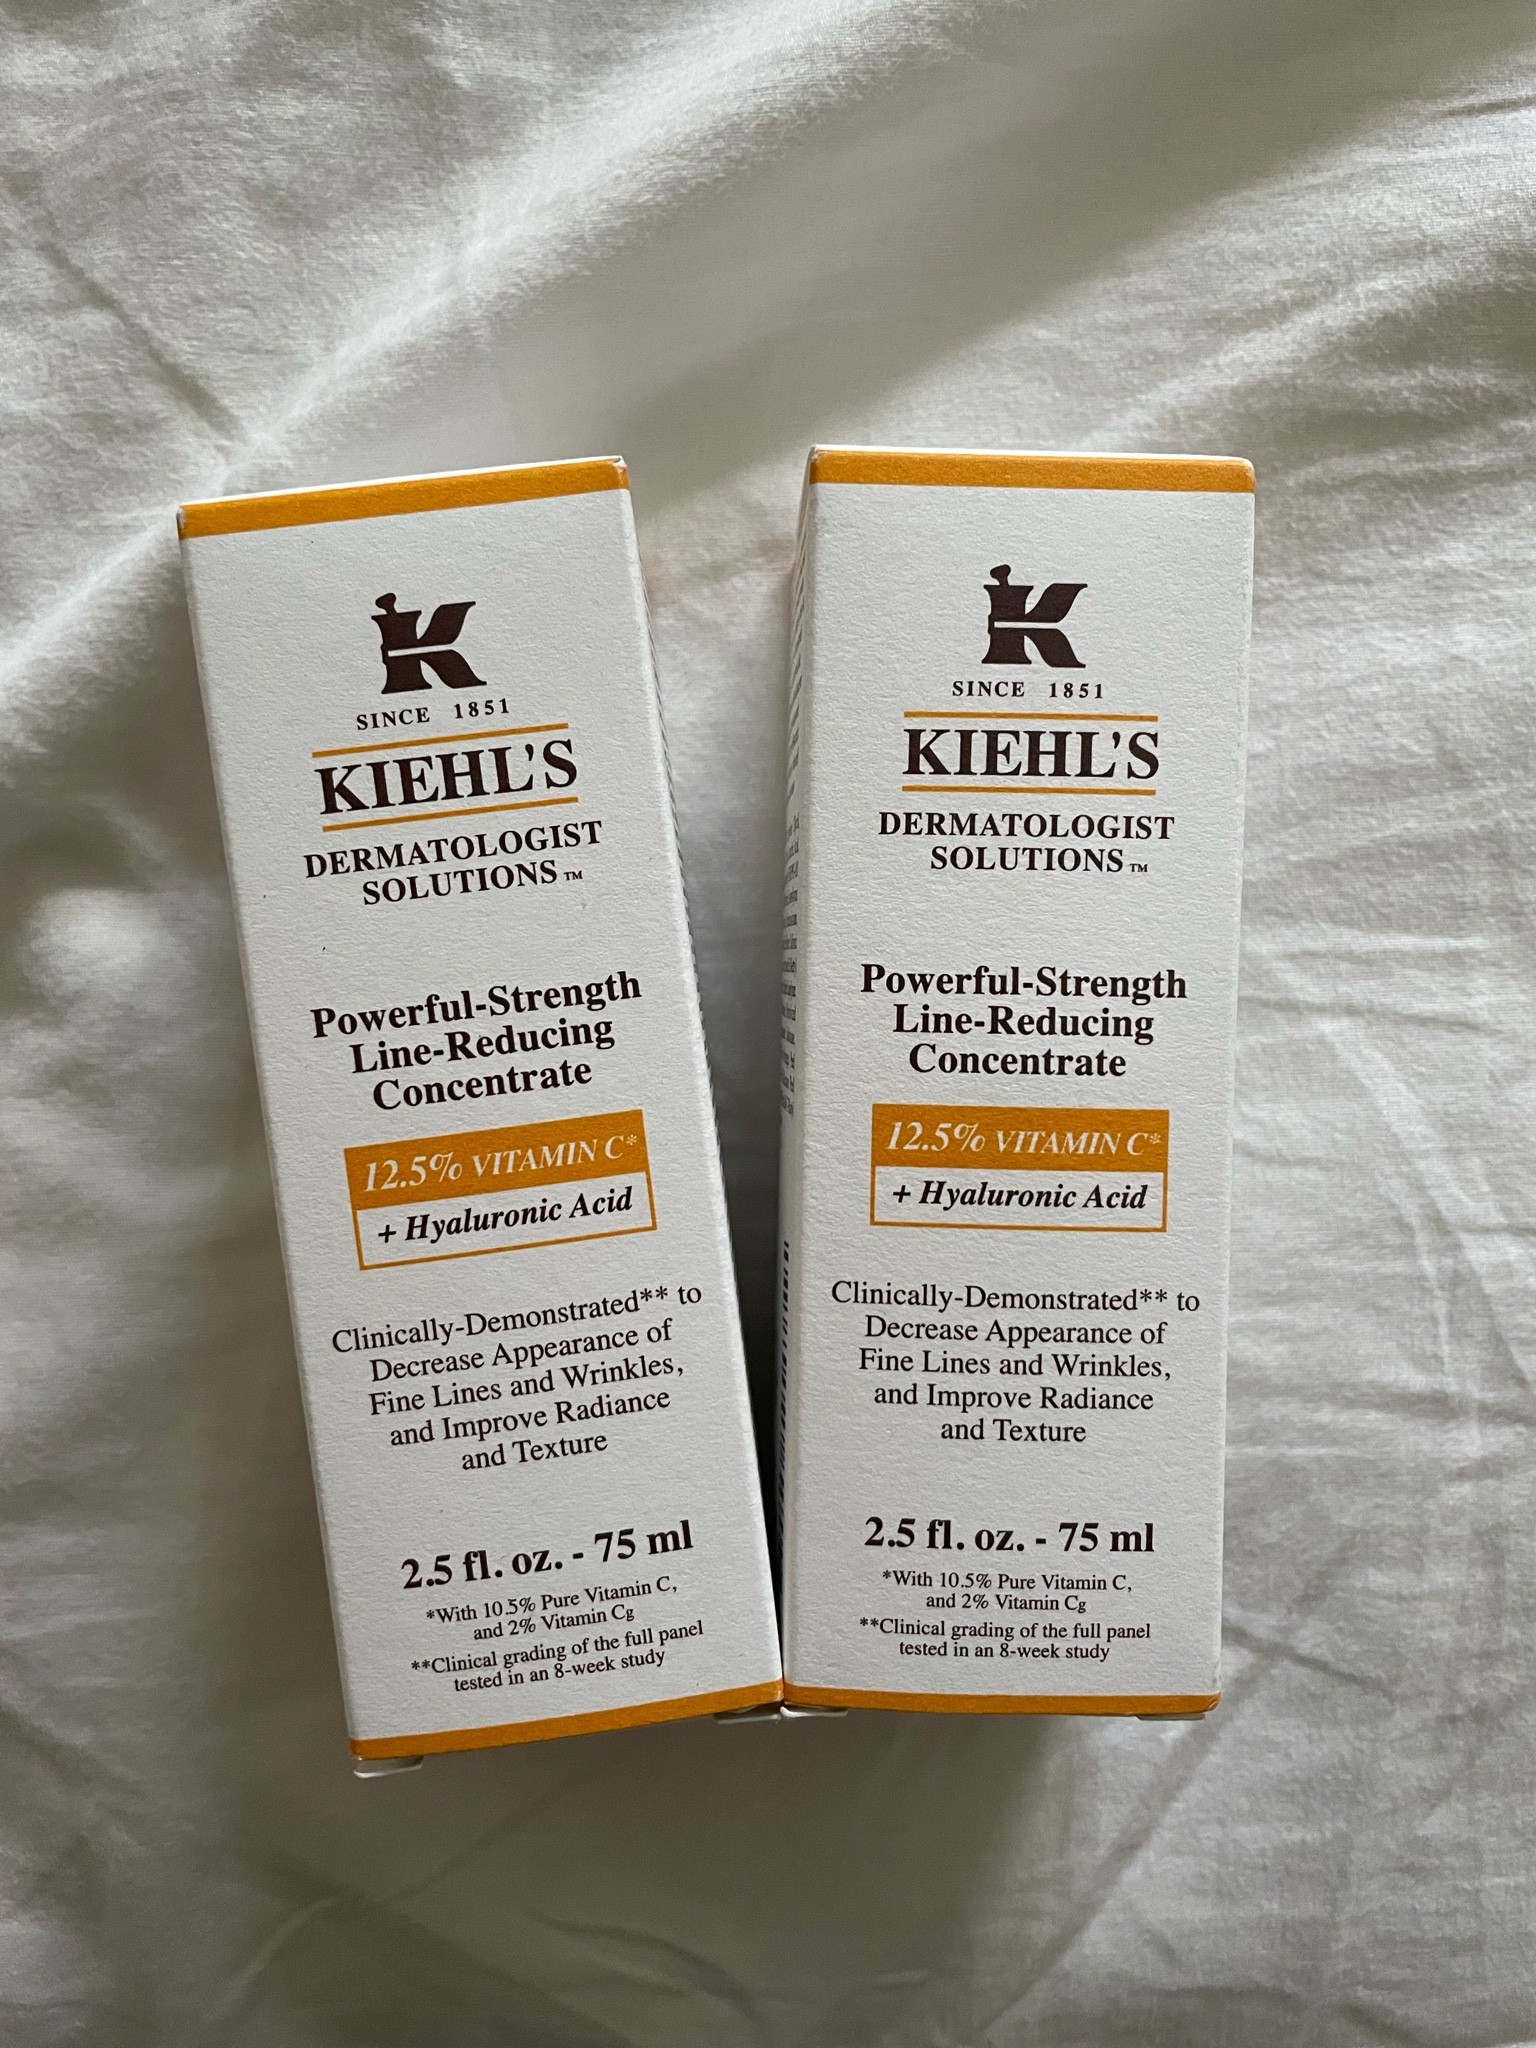 K
SINCE 1851
KIEHL'S
DERMATOLOGIST
SOLUTIONS™
Powerful-Strength
Line-Reducing
Concentrate
12.5% VITAMIN C*
+ Hyaluronic Acid
Clinically-Demonstrated** to
Decrease Appearance of
Fine Lines and Wrinkles,
and Improve Radiance
and Texture
2.5 fl. oz. - 75 ml
*With 10.5% Pure Vitamin C,
and 2% Vitamin Cg
**Clinical grading of the full panel
tested in an 8-week study
K
SINCE 1851
KIEHL'S
DERMATOLOGIST
SOLUTIONS™
Powerful-Strength
Line-Reducing
Concentrate
12.5% VITAMIN C*
+ Hyaluronic Acid
Clinically-Demonstrated** to
Decrease Appearance of
Fine Lines and Wrinkles,
and Improve Radiance
and Texture
2.5 fl. oz. - 75 ml
*With 10.5% Pure Vitamin C,
and 2% Vitamin Cg
**Clinical grading of the full panel
tested in an 8-week study